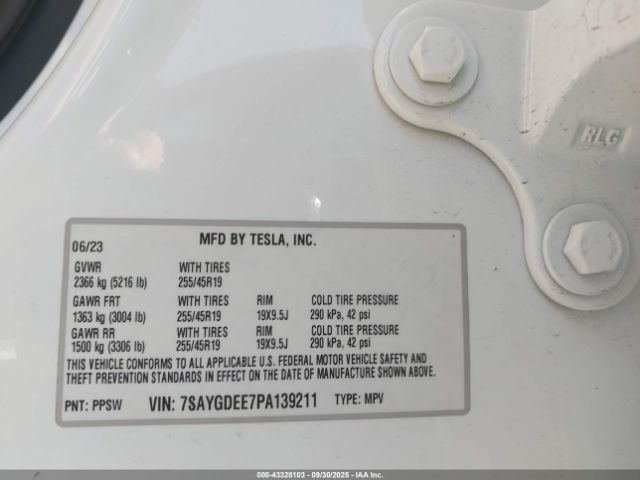 RLG
06/23 MFD BY TESLA, INC.
GVWR WITH TIRES
2366 kg (5216 lb) 255/45R19
GAWR FRT WITH TIRES RIM COLD TIRE PRESSURE
1363 kg (3004 lb) 255/45R19 19X9.5J 290 kPa, 42 psi
GAWR RR WITH TIRES RIM COLD TIRE PRESSURE
1500 kg (3306 lb) 255/45R19 19X9.5J 290 kPa, 42 psi
THIS VEHICLE CONFORMS TO ALL APPLICABLE U.S. FEDERAL MOTOR VEHICLE SAFETY AND
THEFT PREVENTION STANDARDS IN EFFECT ON THE DATE OF MANUFACTURE SHOWN ABOVE.
PNT: PPSW VIN: 7SAYGDEE7PA139211 TYPE: MPV
000-43328103 - 09/30/2025 - IAAI.com